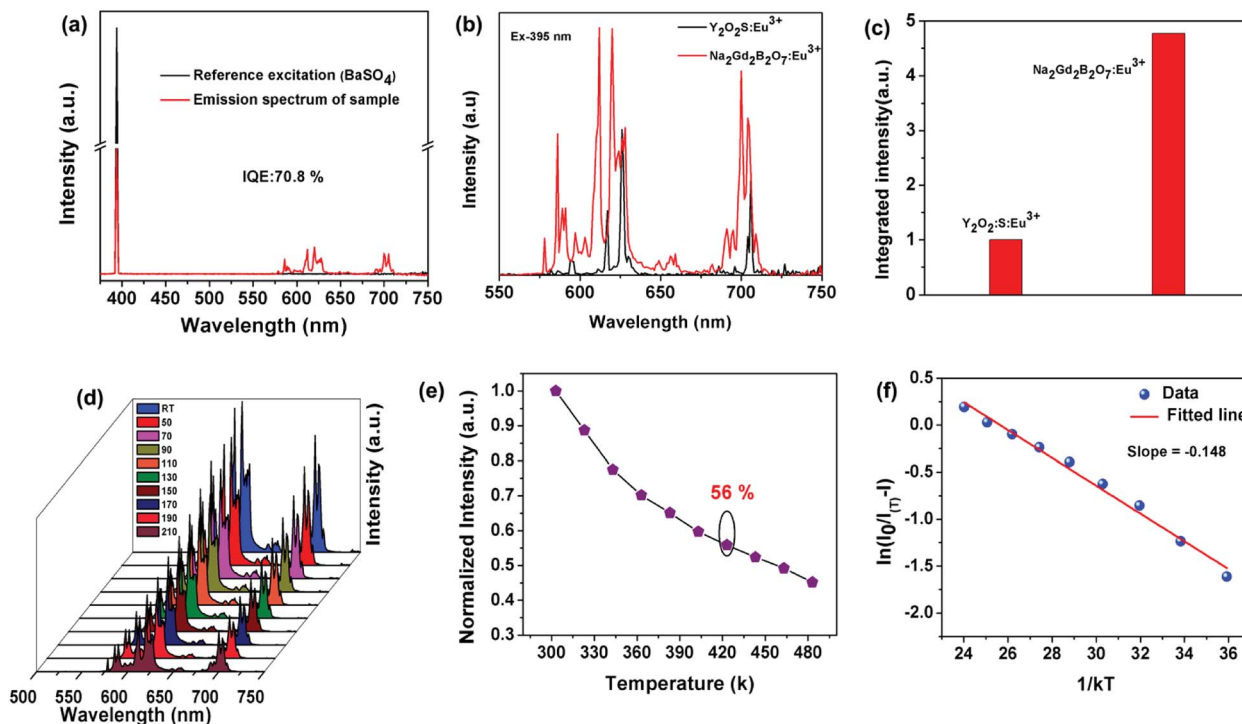 (a)
Reference excitation (BaSO4)
Emission spectrum of sample
IQE:70.8 %
Intensity (a.u.)
400 450 500 550 600 650 700 750
Wavelength (nm)
(b)
Ex-395 nm
Y2O2S:Eu3+
Na2Gd2B2O7:Eu3+
Intensity (a.u)
550 600 650 700 750
Wavelength (nm)
(c)
5
4
3
2
1
0
Integrated intensity(a.u.)
Y2O2:S:Eu3+
Na2Gd2B2O7:Eu3+
(d)
RT
50
70
90
110
130
150
170
190
210
Intensity (a.u.)
500 550 600 650 700 750
Wavelength (nm)
(e)
1.0
0.9
0.8
0.7
0.6
0.5
0.4
0.3
Normalized Intensity (a.u.)
56 %
300 330 360 390 420 450 480
Temperature (k)
(f)
0.5
0.0
-0.5
-1.0
-1.5
-2.0
ln(I0/I(T)-I)
Data
Fitted line
Slope = -0.148
24 26 28 30 32 34 36
1/kT